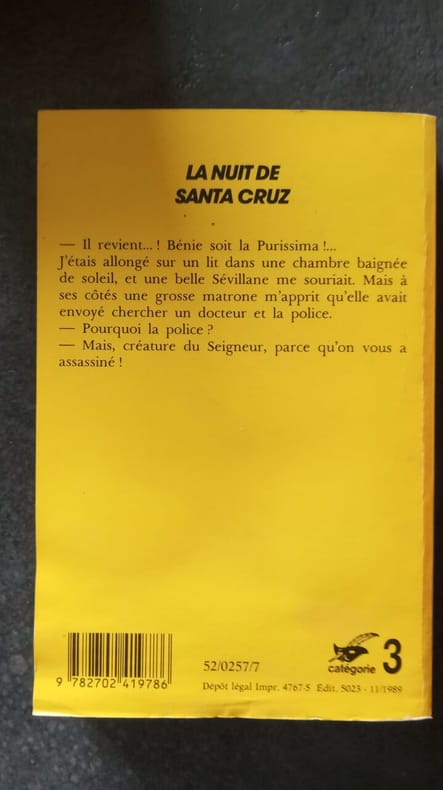 LA NUIT DE
SANTA CRUZ
— Il revient... ! Bénie soit la Purissima !...
J'étais allongé sur un lit dans une chambre baignée
de soleil, et une belle Sévillane me souriait. Mais à
ses côtés une grosse matrone m'apprit qu'elle avait
envoyé chercher un docteur et la police.
— Pourquoi la police ?
— Mais, créature du Seigneur, parce qu'on vous a
assassiné !
9 782702 419786
52/0257/7
catégorie 3
Dépôt légal Impr. 4767-5 Édit. 5023 - 11/1989